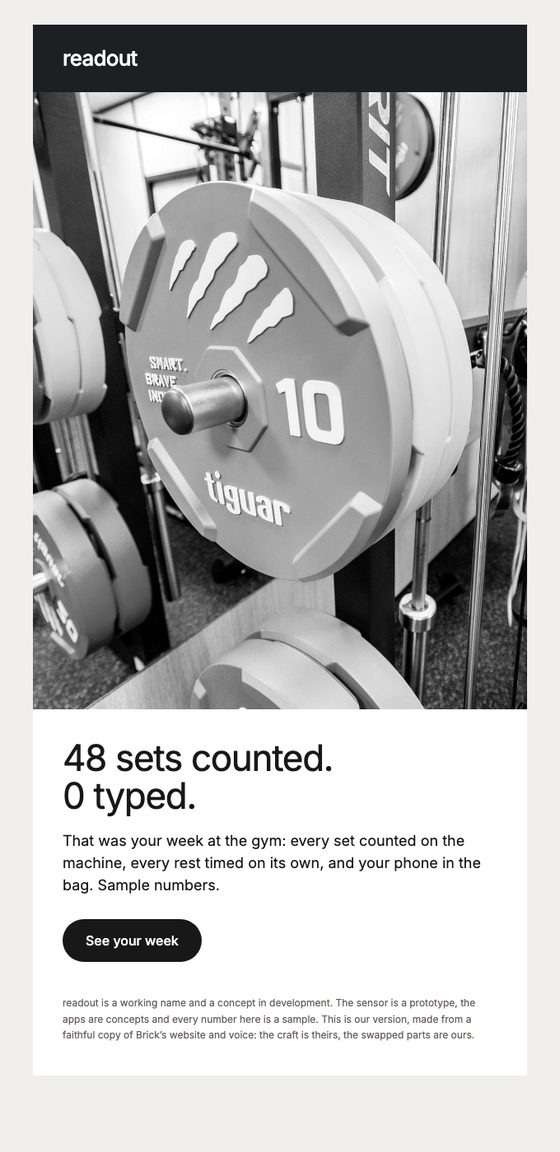 readout
RIT
SMART.
BRAVE.
10
tiguar
48 sets counted.
0 typed.
That was your week at the gym: every set counted on the
machine, every rest timed on its own, and your phone in the
bag. Sample numbers.
See your week
readout is a working name and a concept in development. The sensor is a prototype, the
apps are concepts and every number here is a sample. This is our version, made from a
faithful copy of Brick’s website and voice: the craft is theirs, the swapped parts are ours.